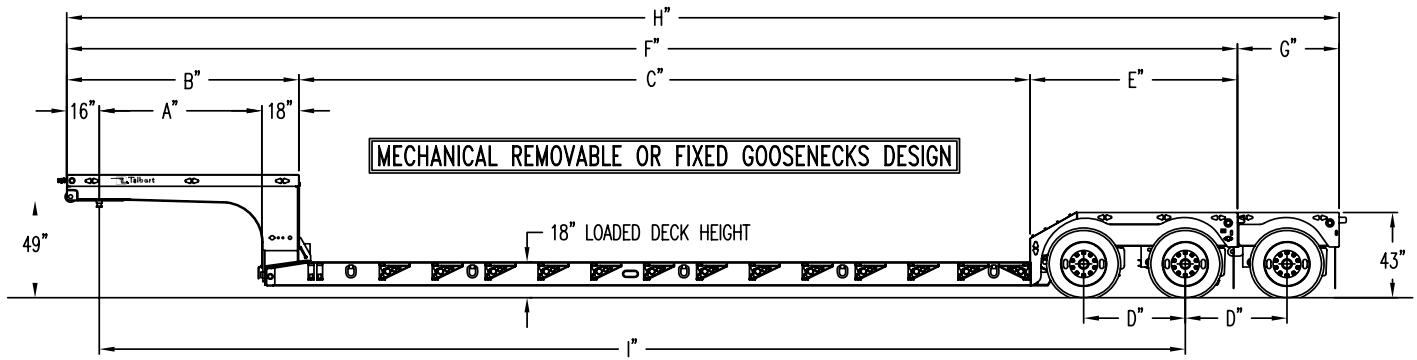 H"
F"
G"
B"
C"
E"
16"
A"
18"
MECHANICAL REMOVABLE OR FIXED GOOSENECKS DESIGN
Talbert
49"
18" LOADED DECK HEIGHT
43"
D"
D"
I"